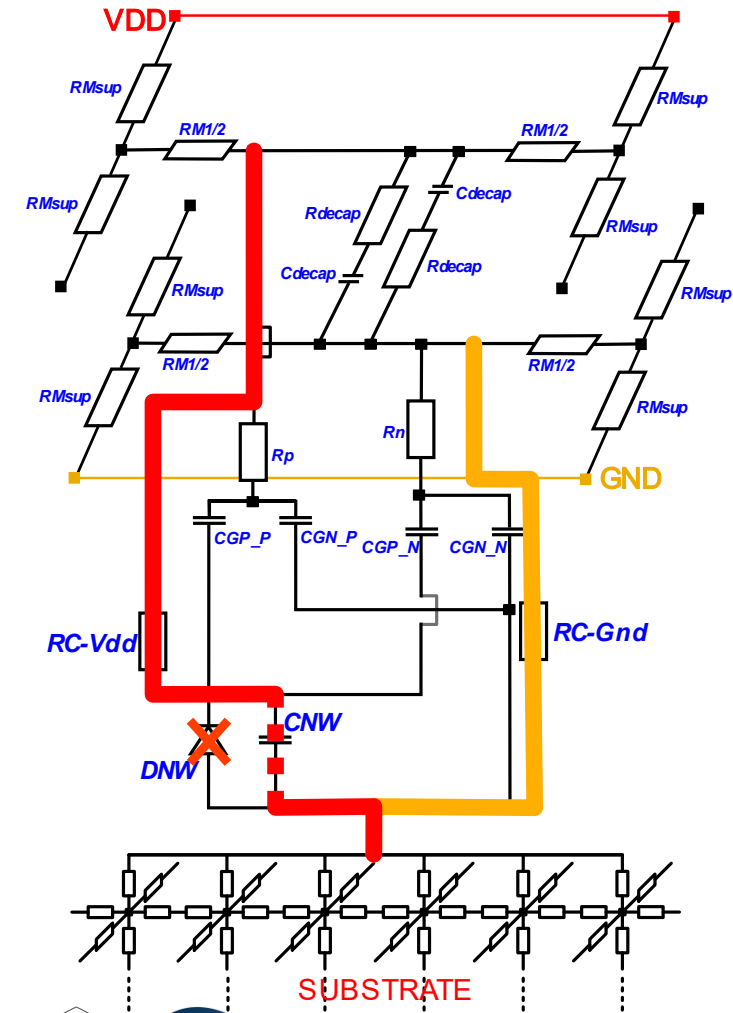 VDD
RMsup
RMsup
RM1/2
RM1/2
RMsup
Rdecap
Cdecap
RMsup
Cdecap
Rdecap
RMsup
RMsup
RM1/2
RM1/2
RMsup
RMsup
Rn
Rp
GND
CGP_P
CGN_P
CGP_N
CGN_N
RC-Vdd
RC-Gnd
CNW
DNW
SUBSTRATE